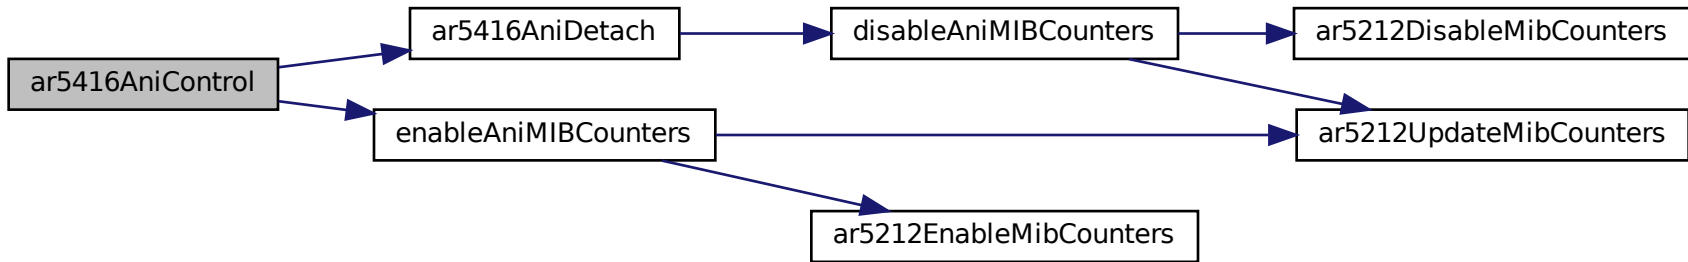 ar5416AniControl
ar5416AniDetach
enableAniMIBCounters
disableAniMIBCounters
ar5212EnableMibCounters
ar5212DisableMibCounters
ar5212UpdateMibCounters